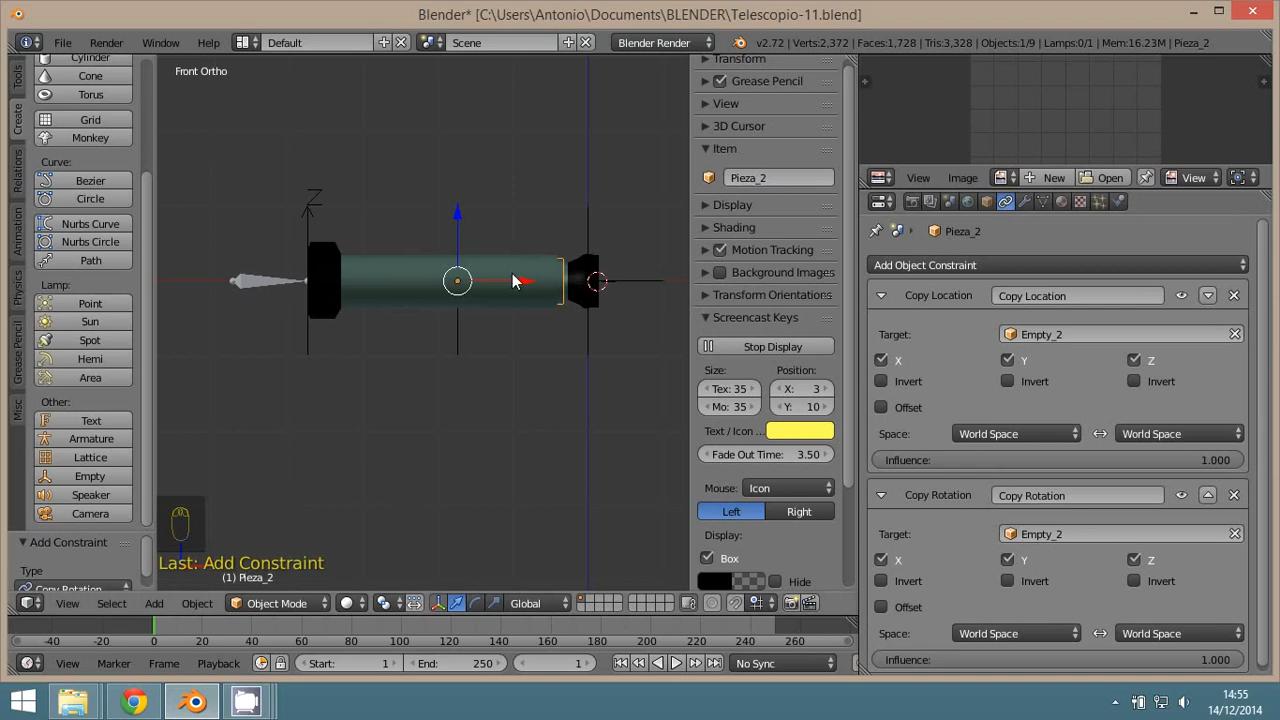 Blender* [C:\Users\Antonio\Documents\BLENDER\Telescopio-11.blend]
File Render Window Help Default Scene Blender Render v2.72 | Verts:2,372 | Faces:1,728 | Tris:3,328 | Objects:1/9 | Lamps:0/1 | Mem:16.23M | Pieza_2
Tools
Create
Relations
Animation
Physics
Grease Pencil
Misc
Cylinder
Cone
Torus
Grid
Monkey
Curve:
Bezier
Circle
Nurbs Curve
Nurbs Circle
Path
Lamp:
Point
Sun
Spot
Hemi
Area
Other:
Text
Armature
Lattice
Empty
Speaker
Camera
Add Constraint
Type
Copy Rotation
Front Ortho
Z
Last: Add Constraint
(1) Pieza_2
Transform
Grease Pencil
View
3D Cursor
Item
Pieza_2
Display
Shading
Motion Tracking
Background Images
Transform Orientations
Screencast Keys
Stop Display
Size: Position:
Tex: 35 X: 3
Mo: 35 Y: 10
Text / Icon ...
Fade Out Time: 3.50
Mouse: Icon
Left Right
Display:
Box
Hide
View Image New Open View
Pieza_2
Add Object Constraint
Copy Location Copy Location
Target: Empty_2
X Y Z
Invert Invert Invert
Offset
Space: World Space World Space
Influence: 1.000
Copy Rotation Copy Rotation
Target: Empty_2
X Y Z
Invert Invert Invert
Offset
Space: World Space World Space
Influence: 1.000
View Select Add Object Object Mode Global
-40 -20 0 20 40 60 80 100 120 140 160 180 200 220 240 260
View Marker Frame Playback Start: 1 End: 250 1 No Sync
14:55
14/12/2014